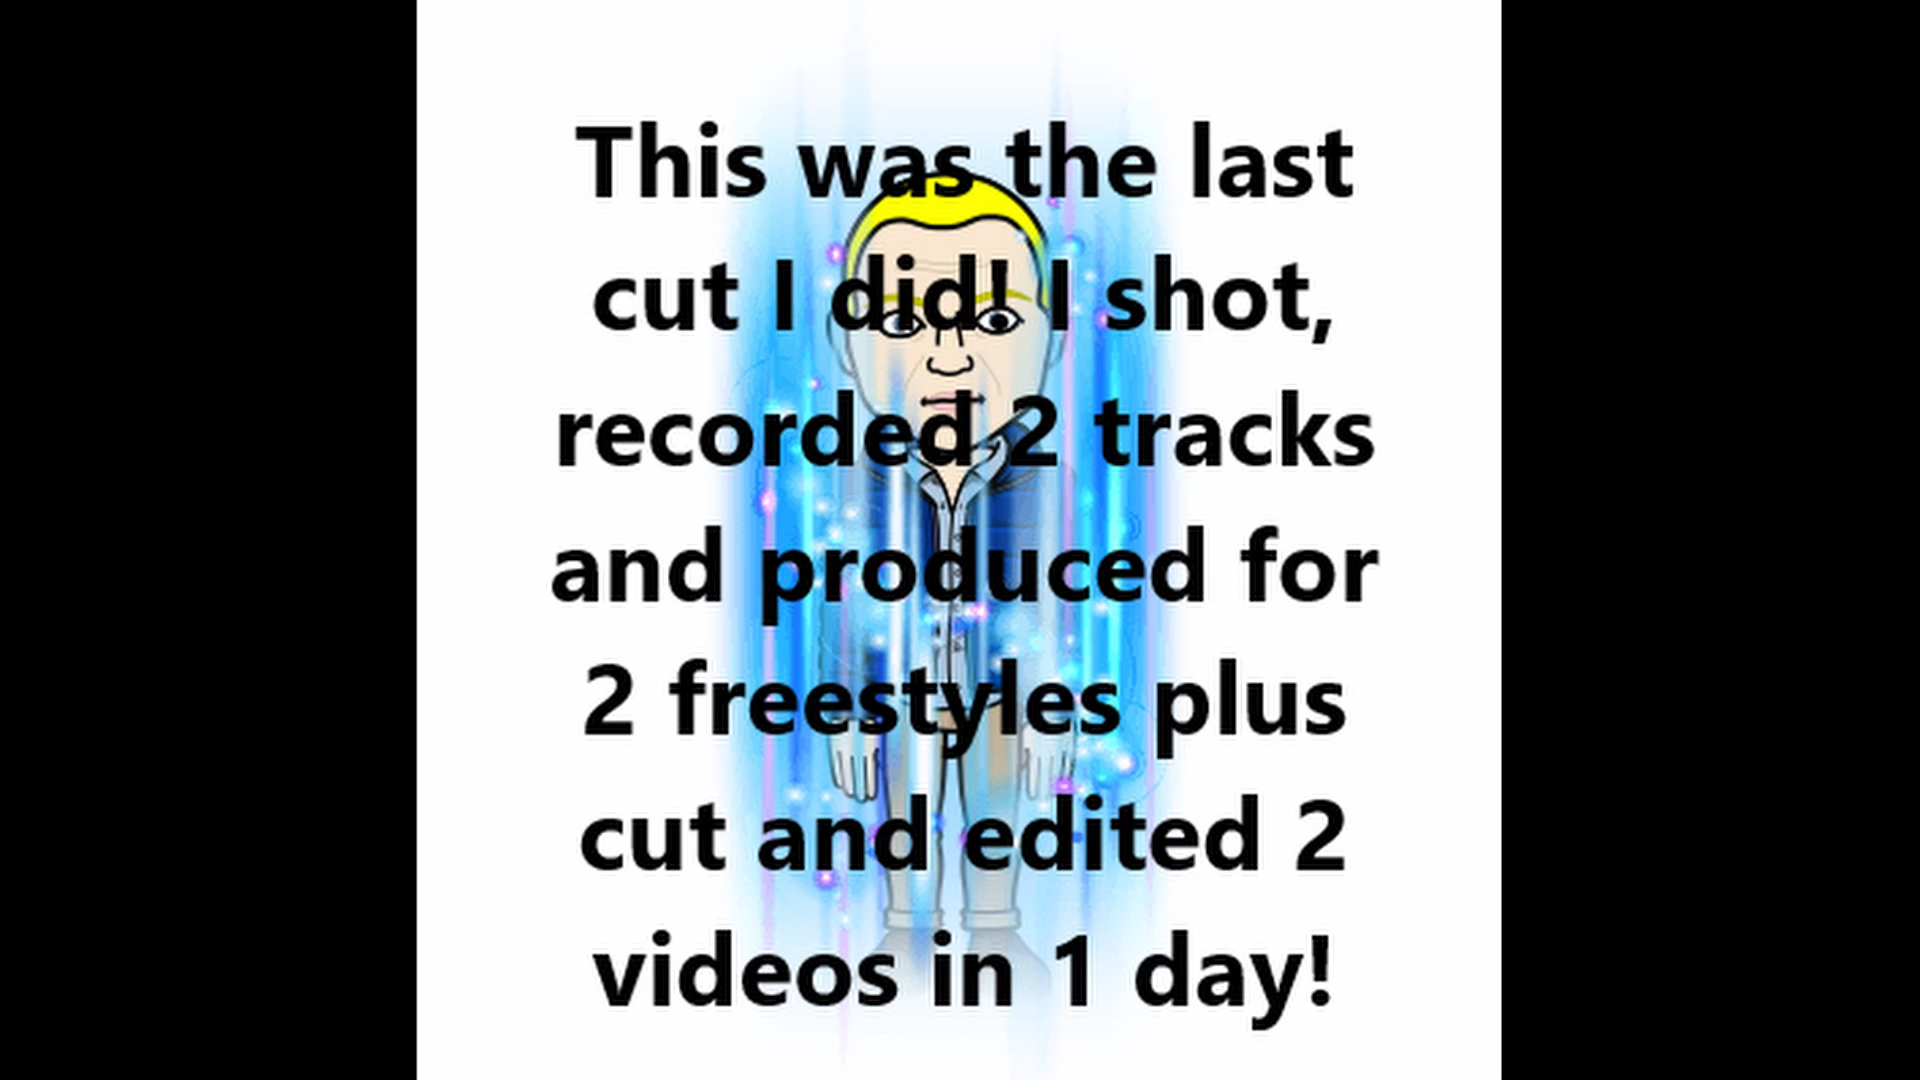 This was the last
cut I did! I shot,
recorded 2 tracks
and produced for
2 freestyles plus
cut and edited 2
videos in 1 day!